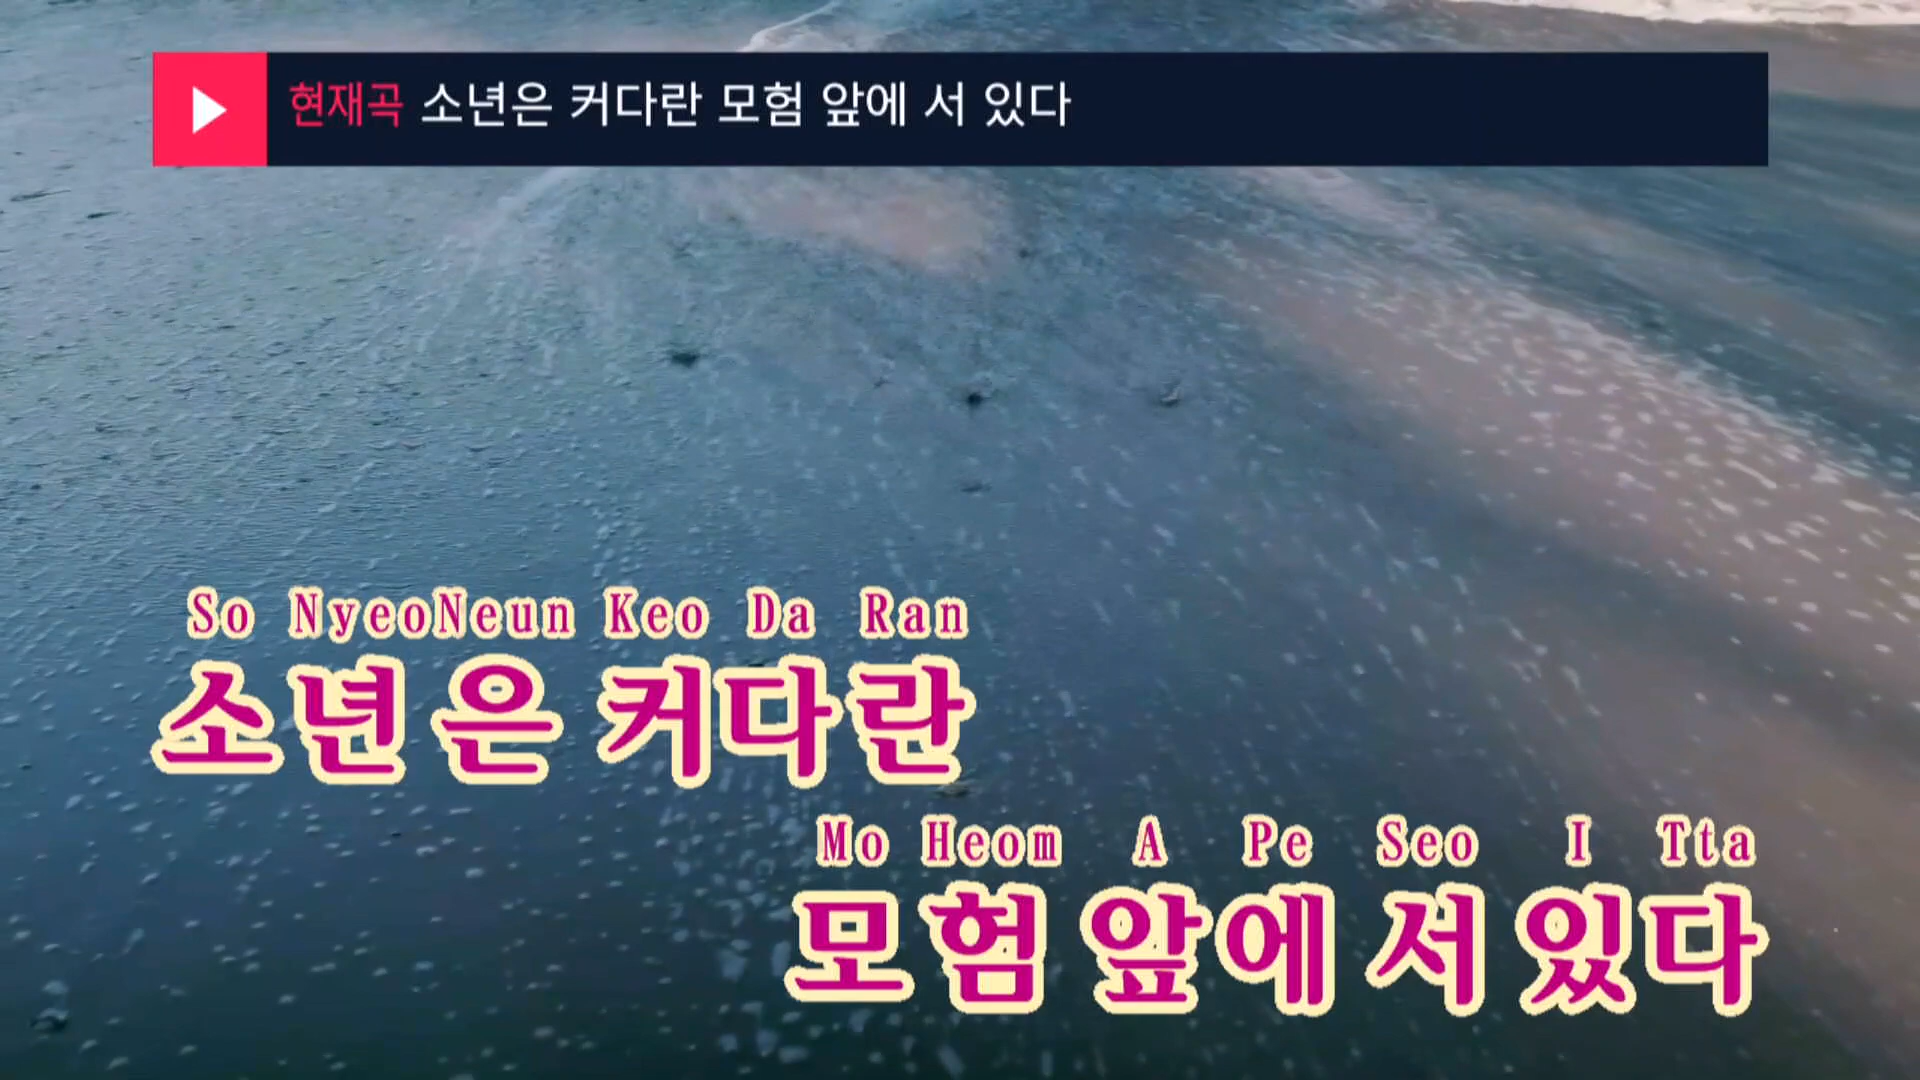 현재곡 소년은 커다란 모험 앞에 서 있다
So NyeoNeun Keo Da Ran
소년은 커다란
Mo Heom A Pe Seo I Tta
모험 앞에 서 있다